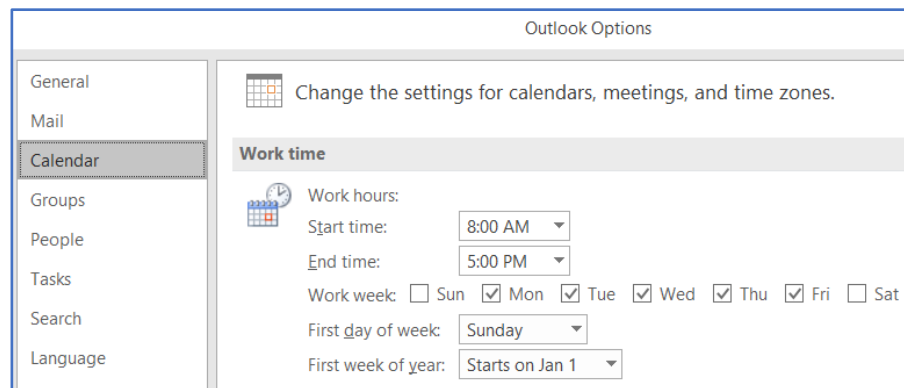 Outlook Options
General
Mail
Calendar
Groups
People
Tasks
Search
Language
Change the settings for calendars, meetings, and time zones.
Work time
Work hours:
Start time: 8:00 AM
End time: 5:00 PM
Work week: Sun Mon Tue Wed Thu Fri Sat
First day of week: Sunday
First week of year: Starts on Jan 1